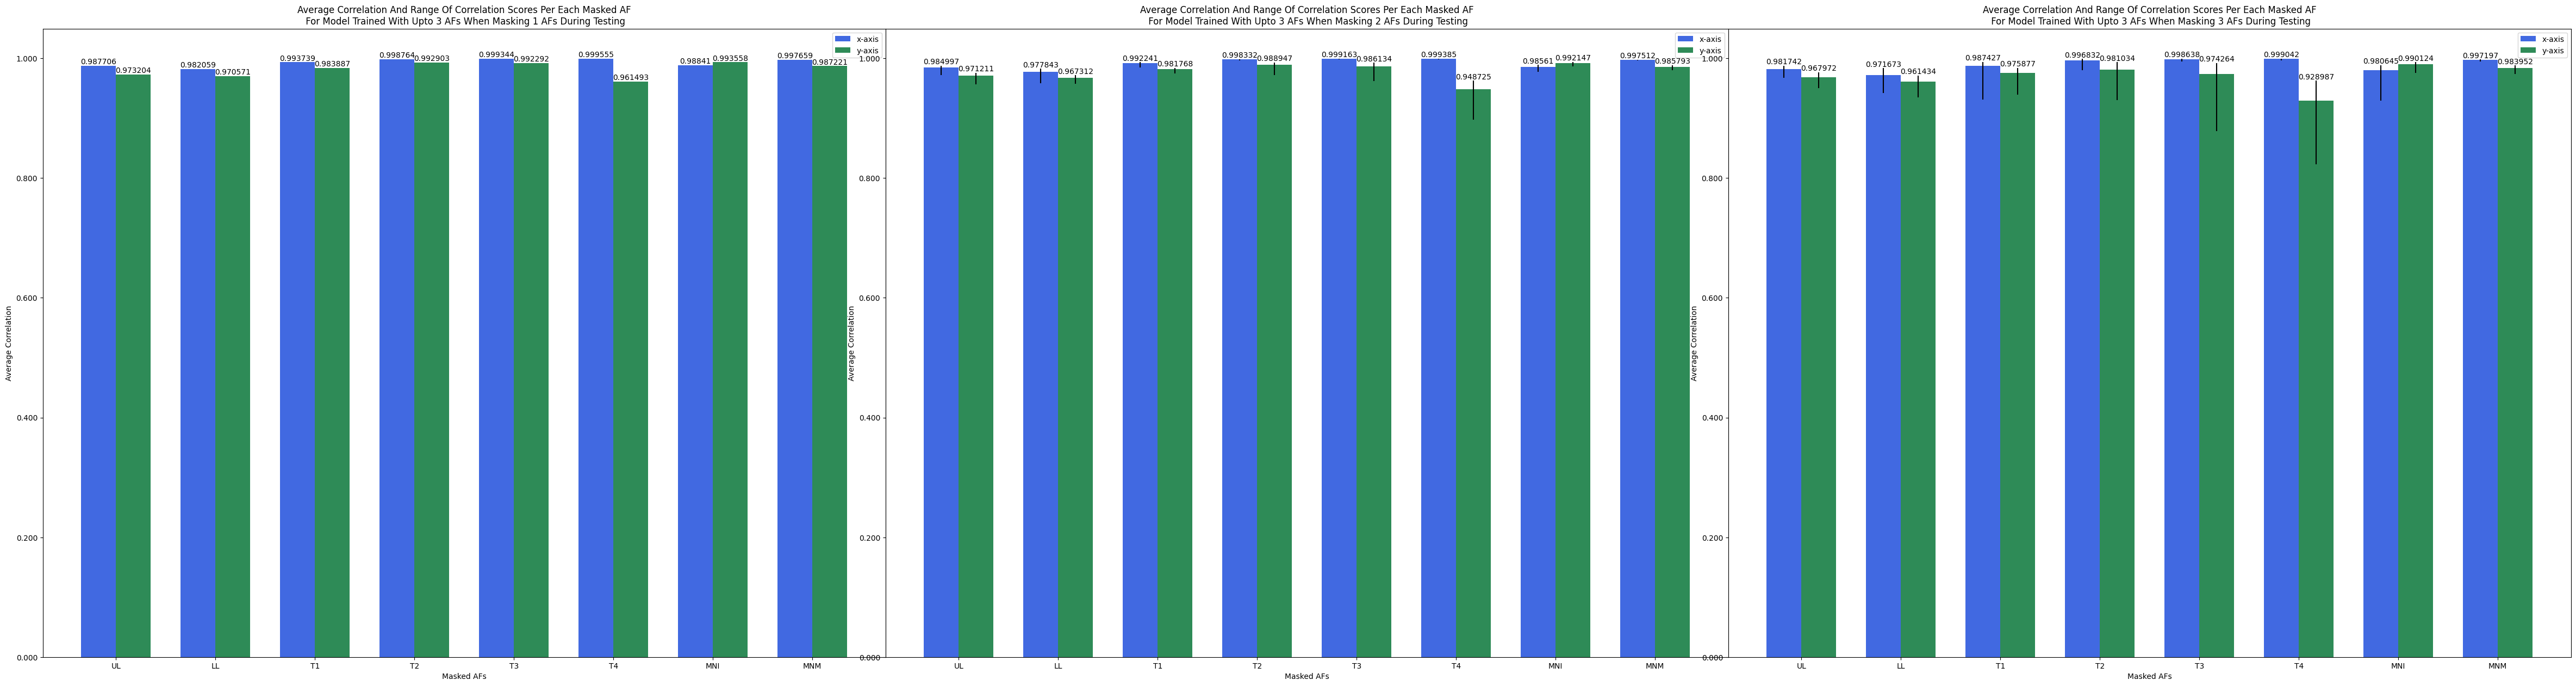 Average Correlation And Range Of Correlation Scores Per Each Masked AF
For Model Trained With Upto 3 AFs When Masking 1 AFs During Testing
x-axis
y-axis
1.000
0.800
0.600
0.400
0.200
0.000
Average Correlation
0.987706
0.973204
0.982059
0.970571
0.993739
0.983887
0.998764
0.992903
0.999344
0.992292
0.999555
0.961493
0.98841
0.993558
0.997659
0.987221
UL
LL
T1
T2
T3
T4
MNI
MNM
Masked AFs
Average Correlation And Range Of Correlation Scores Per Each Masked AF
For Model Trained With Upto 3 AFs When Masking 2 AFs During Testing
x-axis
y-axis
1.000
0.800
0.600
0.400
0.200
0.000
Average Correlation
0.984997
0.971211
0.977843
0.967312
0.992241
0.981768
0.998332
0.988947
0.999163
0.986134
0.999385
0.948725
0.98561
0.992147
0.997512
0.985793
UL
LL
T1
T2
T3
T4
MNI
MNM
Masked AFs
Average Correlation And Range Of Correlation Scores Per Each Masked AF
For Model Trained With Upto 3 AFs When Masking 3 AFs During Testing
x-axis
y-axis
1.000
0.800
0.600
0.400
0.200
0.000
Average Correlation
0.981742
0.967972
0.971673
0.961434
0.987427
0.975877
0.996832
0.981034
0.998638
0.974264
0.999042
0.928987
0.980645
0.990124
0.997197
0.983952
UL
LL
T1
T2
T3
T4
MNI
MNM
Masked AFs